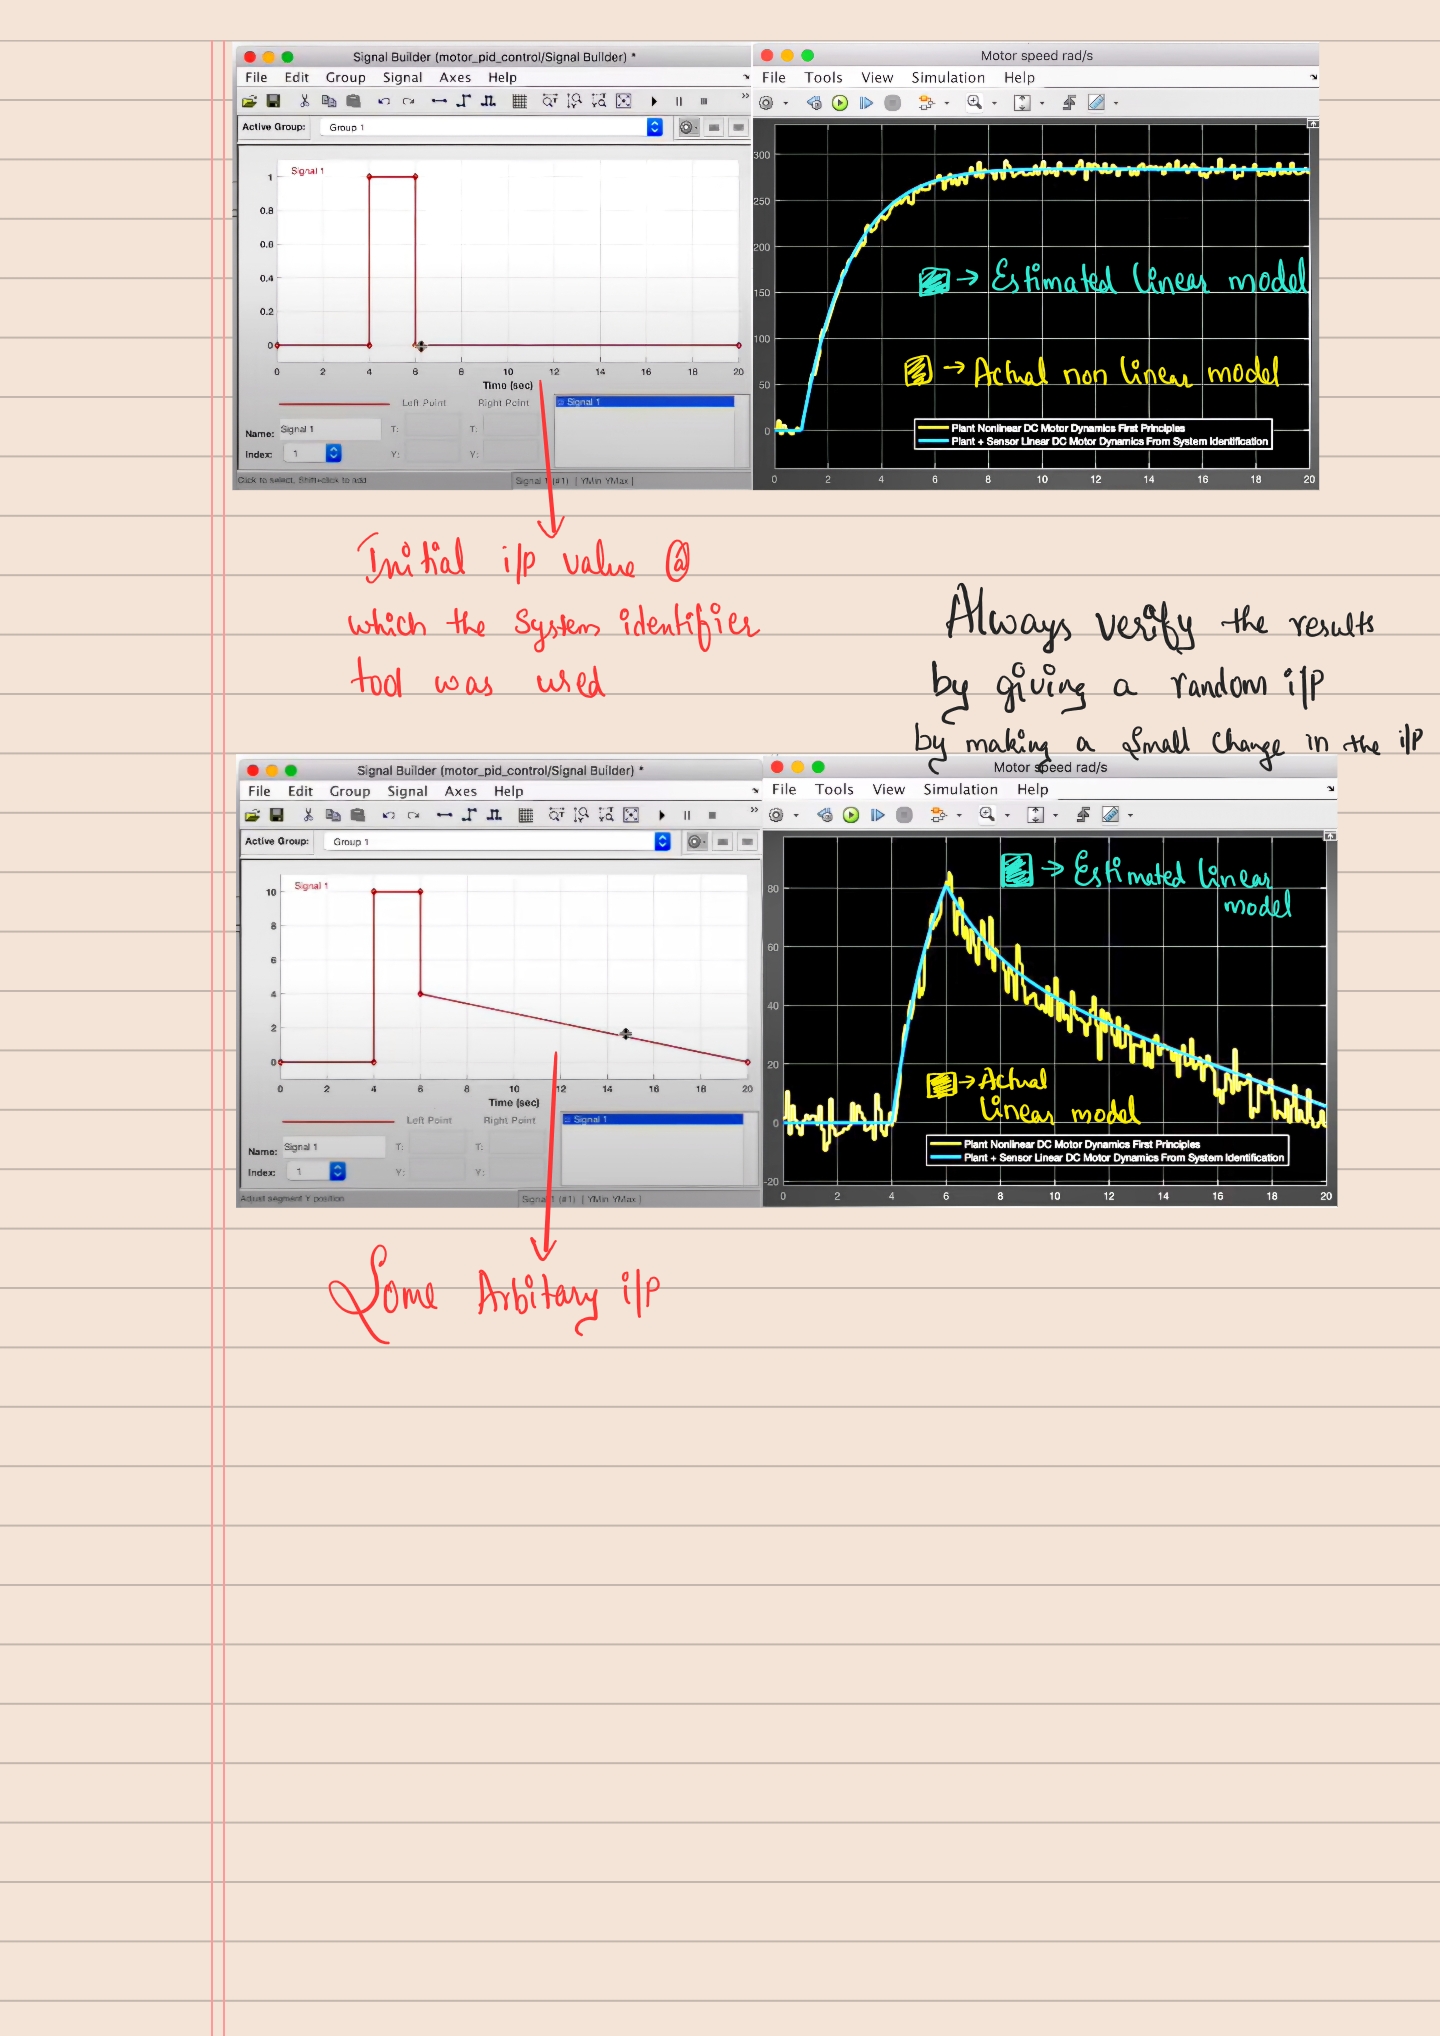 Signal Builder (motor_pid_control/Signal Builder) *
File Edit Group Signal Axes Help
Active Group: Group 1
Signal 1
1
0.8
0.6
0.4
0.2
0
0 2 4 6 8 10 12 14 16 18 20
Time (sec)
Left Point Right Point
Signal 1
Name: Signal 1 T: T:
Index: 1 Y: Y:
Click to select, Shift+click to add Signal 1 (#1) [ YMin YMax ]
Motor speed rad/s
File Tools View Simulation Help
300
250
200
150
100
50
0
→ Estimated linear model
→ Actual non linear model
Plant Nonlinear DC Motor Dynamics First Principles
Plant + Sensor Linear DC Motor Dynamics From System Identification
0 2 4 6 8 10 12 14 16 18 20
Initial i/p value @
which the System identifier
tool was used
Always verify the results
by giving a random i/p
by making a small change in the i/p
Signal Builder (motor_pid_control/Signal Builder) *
File Edit Group Signal Axes Help
Active Group: Group 1
Signal 1
10
8
6
4
2
0
0 2 4 6 8 10 12 14 16 18 20
Time (sec)
Left Point Right Point
Signal 1
Name: Signal 1 T: T:
Index: 1 Y: Y:
Adjust segment Y position Signal 1 (#1) [ YMin YMax ]
Motor speed rad/s
File Tools View Simulation Help
80
60
40
20
0
-20
→ Estimated linear
model
→ Actual
linear model
Plant Nonlinear DC Motor Dynamics First Principles
Plant + Sensor Linear DC Motor Dynamics From System Identification
0 2 4 6 8 10 12 14 16 18 20
Some Arbitary i/p